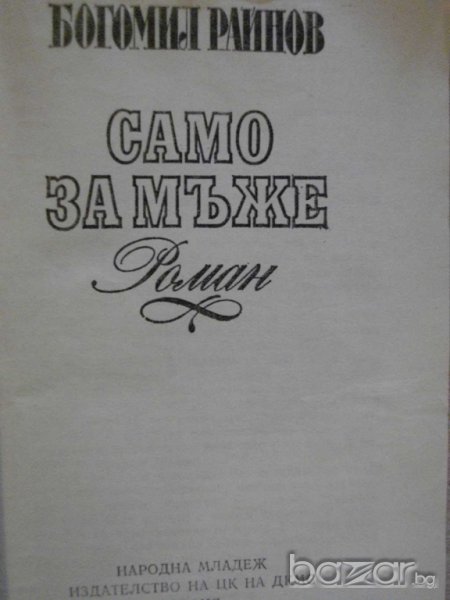 БОГОМИЛ РАЙНОВ
САМО
ЗА МЪЖЕ
Роман
НАРОДНА МЛАДЕЖ
ИЗДАТЕЛСТВО НА ЦК НА
bazar.bg